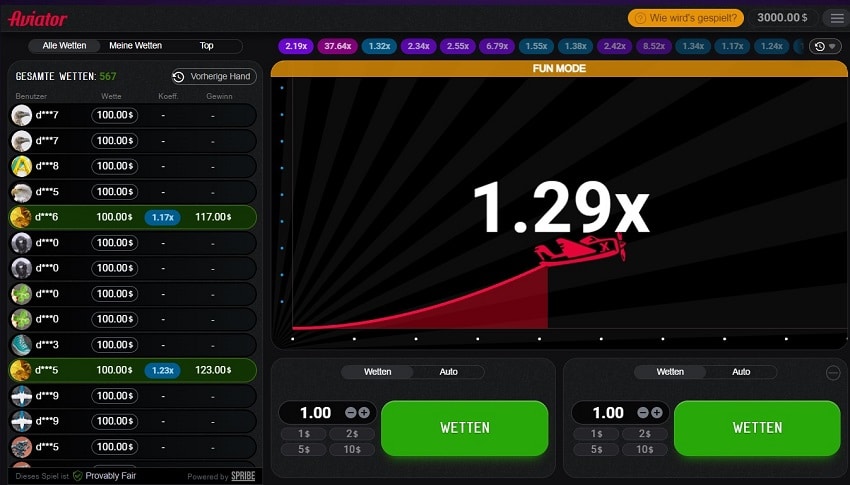 Aviator
Wie wird's gespielt?
3000.00 $
Alle Wetten Meine Wetten Top
2.19x 37.64x 1.32x 2.34x 2.55x 6.79x 1.55x 1.38x 2.42x 8.52x 1.34x 1.17x 1.24x
GESAMTE WETTEN: 567
Vorherige Hand
FUN MODE
Benutzer Wette Koeff. Gewinn
d***7 100.00$ - -
d***7 100.00$ - -
d***8 100.00$ - -
d***5 100.00$ - -
d***6 100.00$ 1.17x 117.00$
d***0 100.00$ - -
d***0 100.00$ - -
d***0 100.00$ - -
d***0 100.00$ - -
d***3 100.00$ - -
d***5 100.00$ 1.23x 123.00$
d***9 100.00$ - -
d***9 100.00$ - -
d***5 100.00$ - -
Dieses Spiel ist Provably Fair
Powered by SPRIBE
1.29x
X
Wetten Auto
1.00
1$ 2$
5$ 10$
WETTEN
Wetten Auto
1.00
1$ 2$
5$ 10$
WETTEN